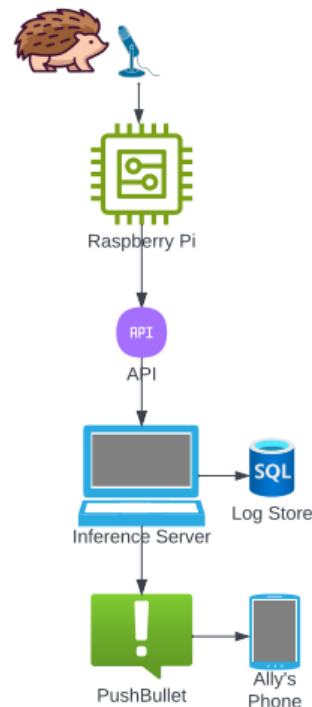 Raspberry Pi
API
API
SQL
Log Store
Inference Server
PushBullet
Ally's
Phone